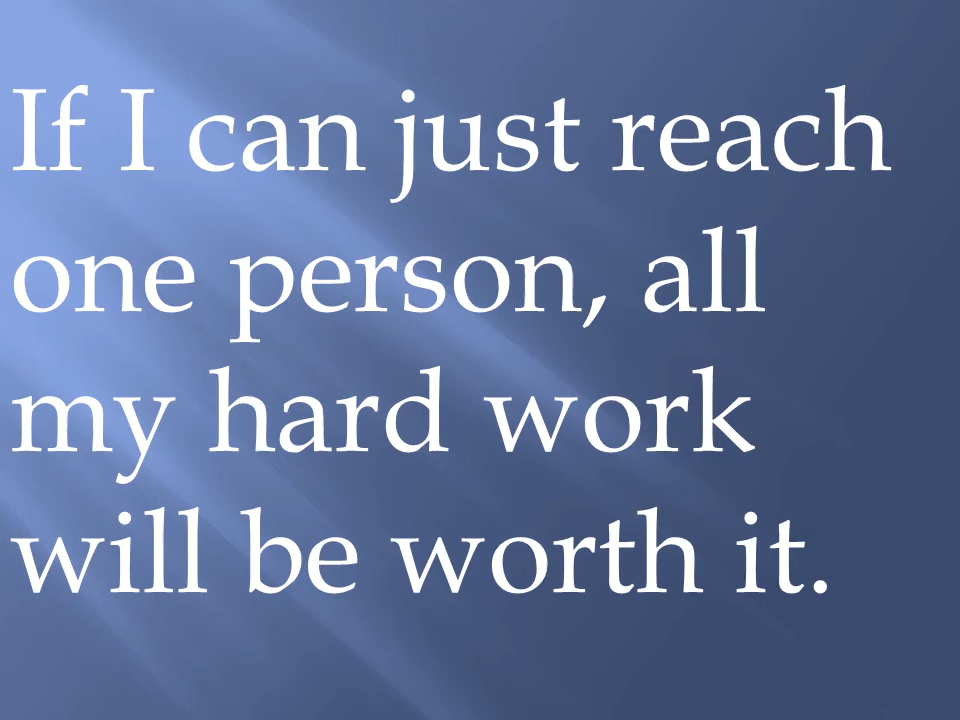 If I can just reach
one person, all
my hard work
will be worth it.